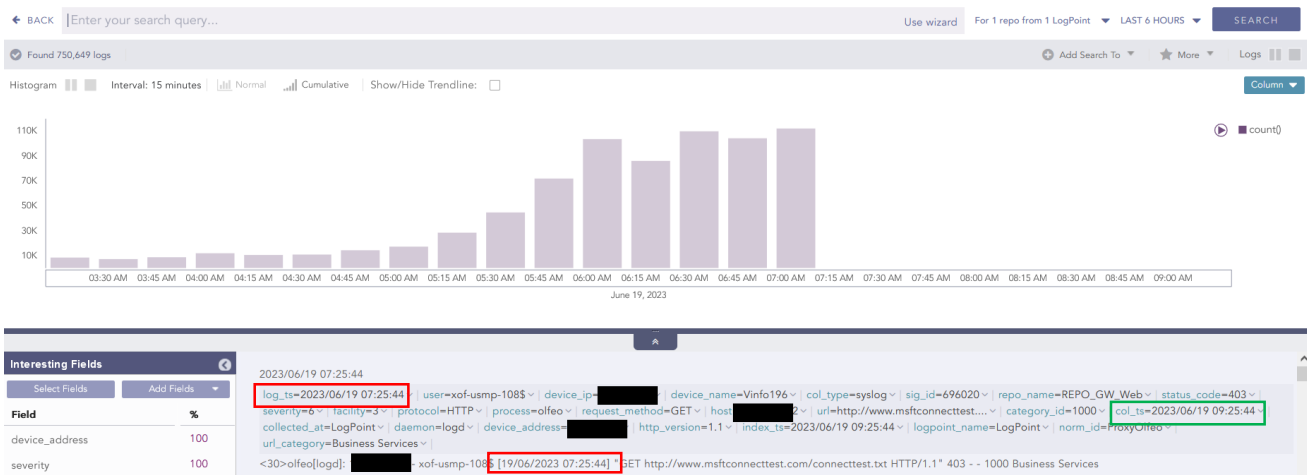 BACK Enter your search query... Use wizard For 1 repo from 1 LogPoint LAST 6 HOURS SEARCH
Found 750,649 logs Add Search To More Logs
Histogram Interval: 15 minutes Normal Cumulative Show/Hide Trendline: Column
110K
90K
70K
50K
30K
10K
count()
03:30 AM 03:45 AM 04:00 AM 04:15 AM 04:30 AM 04:45 AM 05:00 AM 05:15 AM 05:30 AM 05:45 AM 06:00 AM 06:15 AM 06:30 AM 06:45 AM 07:00 AM 07:15 AM 07:30 AM 07:45 AM 08:00 AM 08:15 AM 08:30 AM 08:45 AM 09:00 AM
June 19, 2023
Interesting Fields
Select Fields Add Fields
Field %
device_address 100
severity 100
2023/06/19 07:25:44
log_ts=2023/06/19 07:25:44 | user=xof-usmp-108$ | device_ip= | device_name=Vinfo196 | col_type=syslog | sig_id=696020 | repo_name=REPO_GW_Web | status_code=403 |
severity=6 | facility=3 | protocol=HTTP | process=olfeo | request_method=GET | host 2 | url=http://www.msftconnecttest.... | category_id=1000 | col_ts=2023/06/19 09:25:44 |
collected_at=LogPoint | daemon=logd | device_address= | http_version=1.1 | index_ts=2023/06/19 09:25:44 | logpoint_name=LogPoint | norm_id=ProxyOlfeo |
url_category=Business Services |
<30>olfeo[logd]: - xof-usmp-108$ [19/06/2023 07:25:44] "GET http://www.msftconnecttest.com/connecttest.txt HTTP/1.1" 403 - - 1000 Business Services